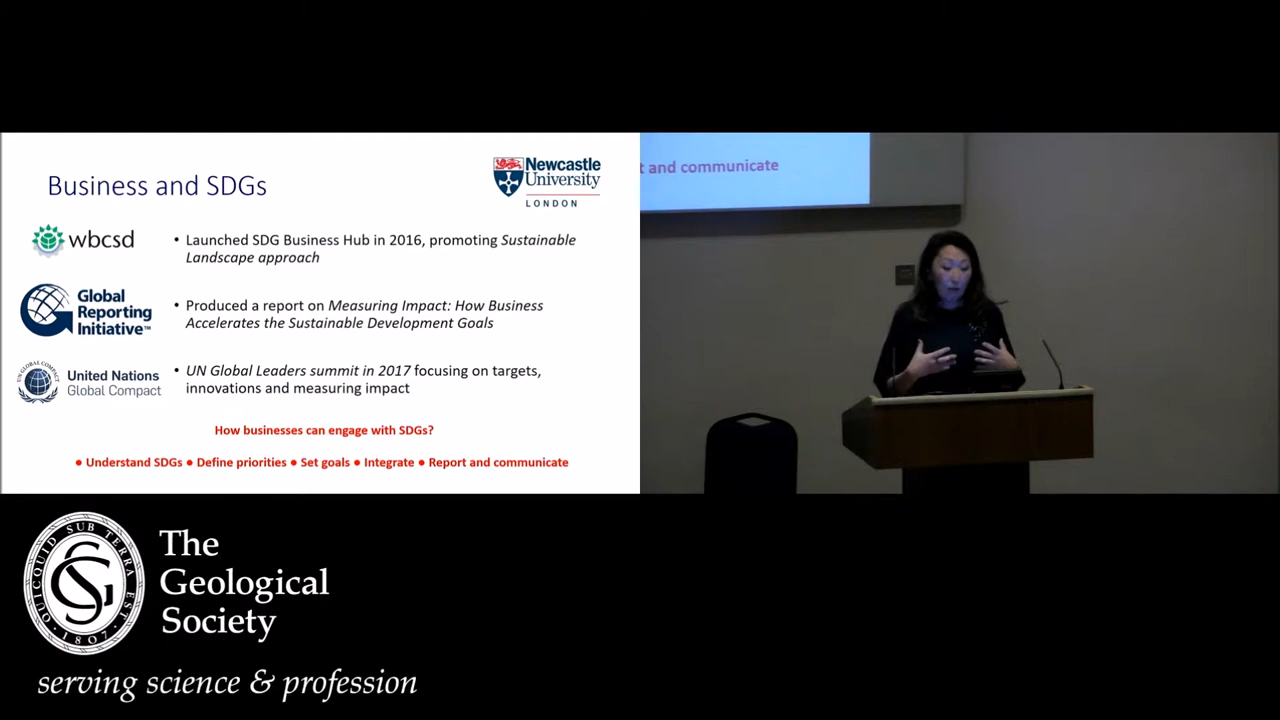 Business and SDGs
Newcastle
University
LONDON
wbcsd
• Launched SDG Business Hub in 2016, promoting Sustainable
Landscape approach
Global
Reporting
Initiative™
• Produced a report on Measuring Impact: How Business
Accelerates the Sustainable Development Goals
UN GLOBAL COMPACT
United Nations
Global Compact
• UN Global Leaders summit in 2017 focusing on targets,
innovations and measuring impact
How businesses can engage with SDGs?
● Understand SDGs ● Define priorities ● Set goals ● Integrate ● Report and communicate
t and communicate
QUICQUID SUB TERRA EST
GS
1807
The
Geological
Society
serving science & profession